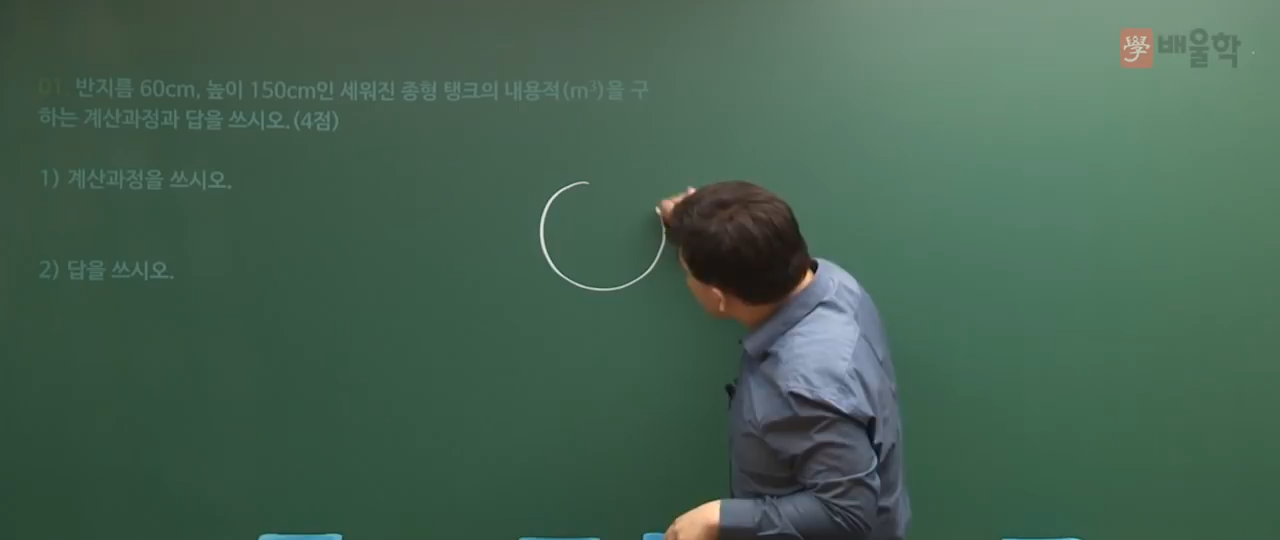 學배울학
01. 반지름 60cm, 높이 150cm인 세워진 종형 탱크의 내용적(m³)을 구
하는 계산과정과 답을 쓰시오.(4점)
1) 계산과정을 쓰시오.
2) 답을 쓰시오.